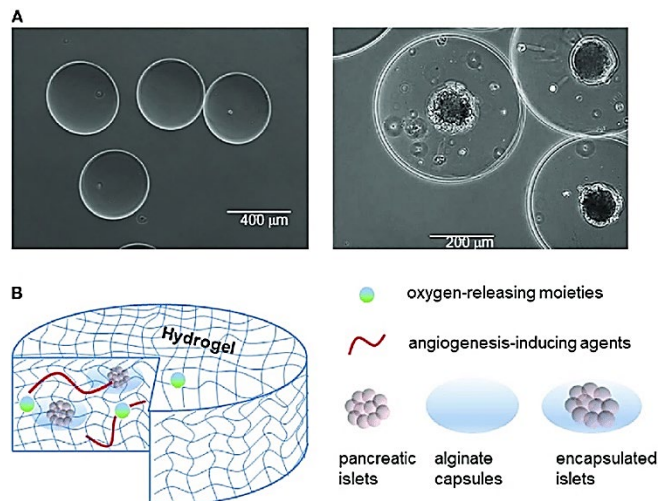 A
400 μm
200 μm
B
Hydrogel
oxygen-releasing moieties
angiogenesis-inducing agents
pancreatic
islets
alginate
capsules
encapsulated
islets